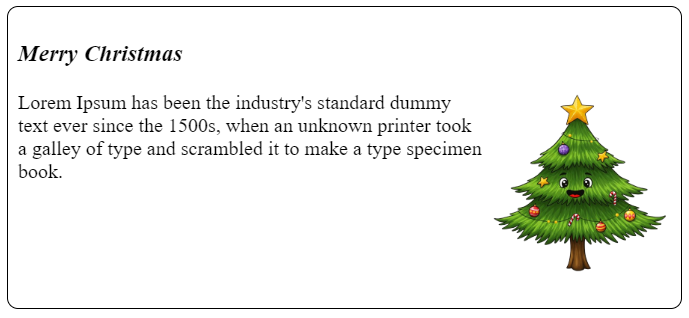 Merry Christmas
Lorem Ipsum has been the industry's standard dummy
text ever since the 1500s, when an unknown printer took
a galley of type and scrambled it to make a type specimen
book.